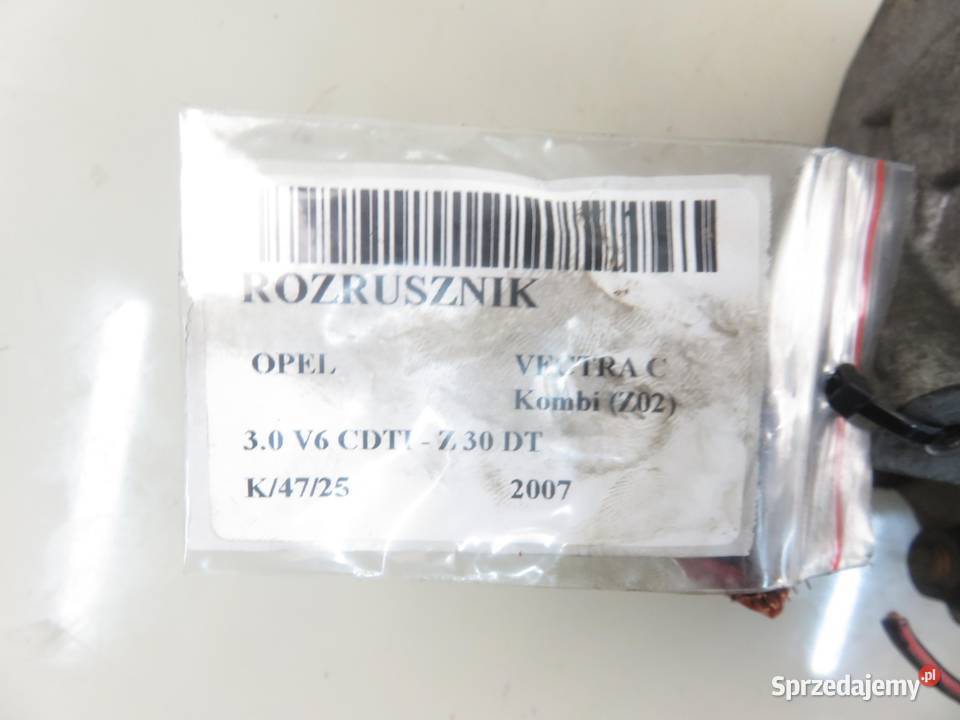 ROZRUSZNIK
OPEL VECTRA C
Kombi (Z02)
3.0 V6 CDTI - Z 30 DT
K/47/25 2007
Sprzedajemy.pl